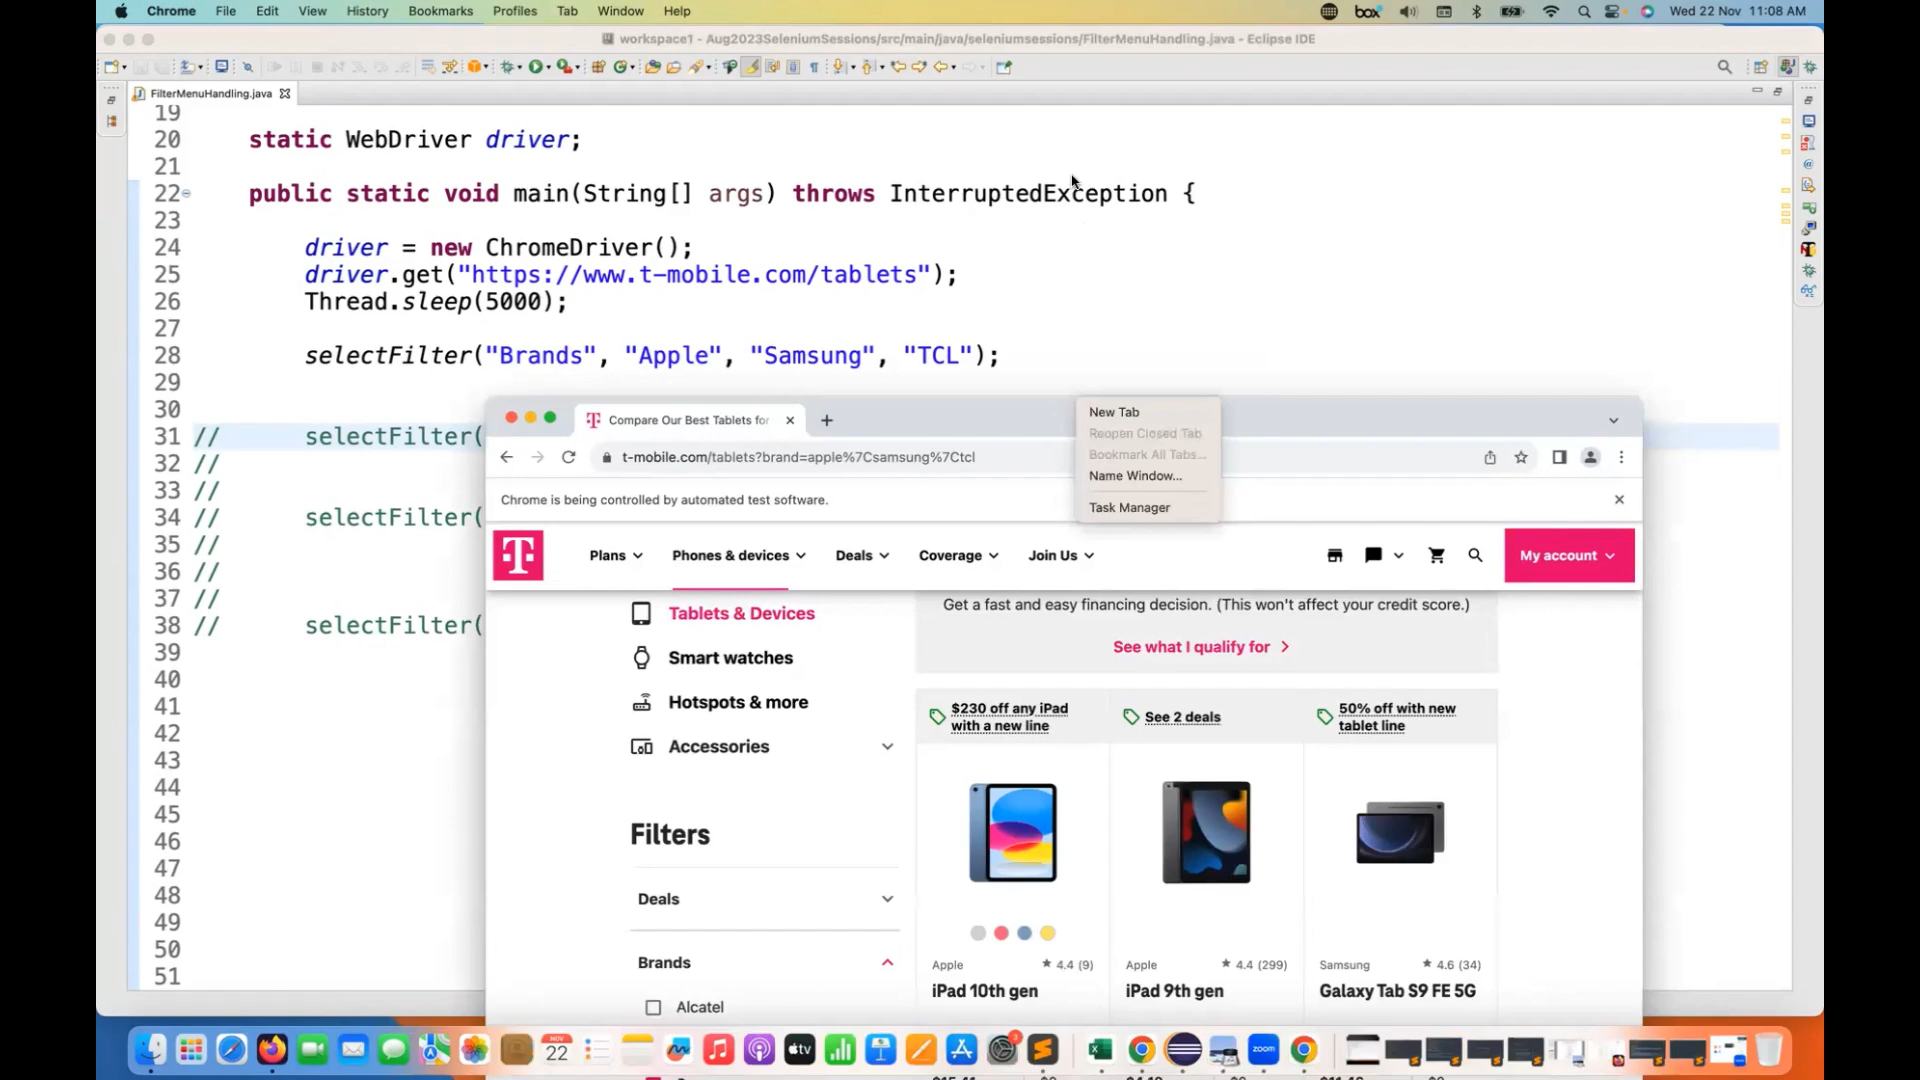 Chrome File Edit View History Bookmarks Profiles Tab Window Help box Wed 22 Nov 11:08 AM
workspace1 - Aug2023SeleniumSessions/src/main/java/seleniumsessions/FilterMenuHandling.java - Eclipse IDE
FilterMenuHandling.java
19
20 static WebDriver driver;
21
22 public static void main(String[] args) throws InterruptedException {
23
24 driver = new ChromeDriver();
25 driver.get("https://www.t-mobile.com/tablets");
26 Thread.sleep(5000);
27
28 selectFilter("Brands", "Apple", "Samsung", "TCL");
29
30
31 // selectFilter(
32 //
33 //
34 // selectFilter(
35 //
36 //
37 //
38 // selectFilter(
39
40
41
42
43
44
45
46
47
48
49
50
51
Compare Our Best Tablets for
t-mobile.com/tablets?brand=apple%7Csamsung%7Ctcl
New Tab
Reopen Closed Tab
Bookmark All Tabs...
Name Window...
Task Manager
Chrome is being controlled by automated test software.
T Plans Phones & devices Deals Coverage Join Us My account
Tablets & Devices
Smart watches
Hotspots & more
Accessories
Filters
Deals
Brands
Alcatel
Get a fast and easy financing decision. (This won't affect your credit score.)
See what I qualify for
$230 off any iPad
with a new line
See 2 deals
50% off with new
tablet line
Apple 4.4 (9)
iPad 10th gen
Apple 4.4 (299)
iPad 9th gen
Samsung 4.6 (34)
Galaxy Tab S9 FE 5G
NOV
22
tv
3
zoom